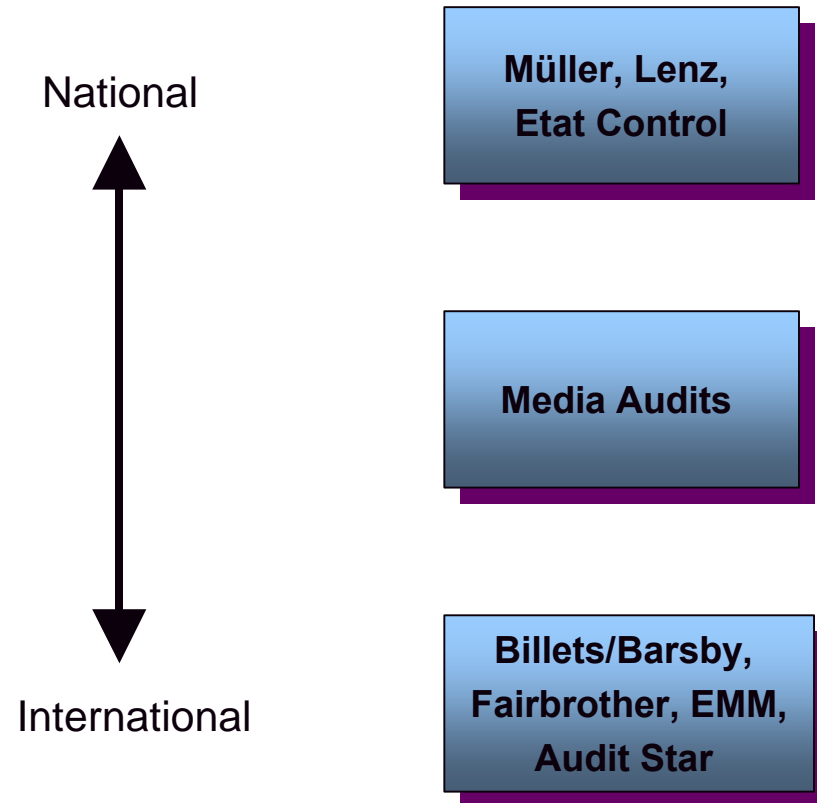 National
Müller, Lenz,
Etat Control
Media Audits
International
Billets/Barsby,
Fairbrother, EMM,
Audit Star